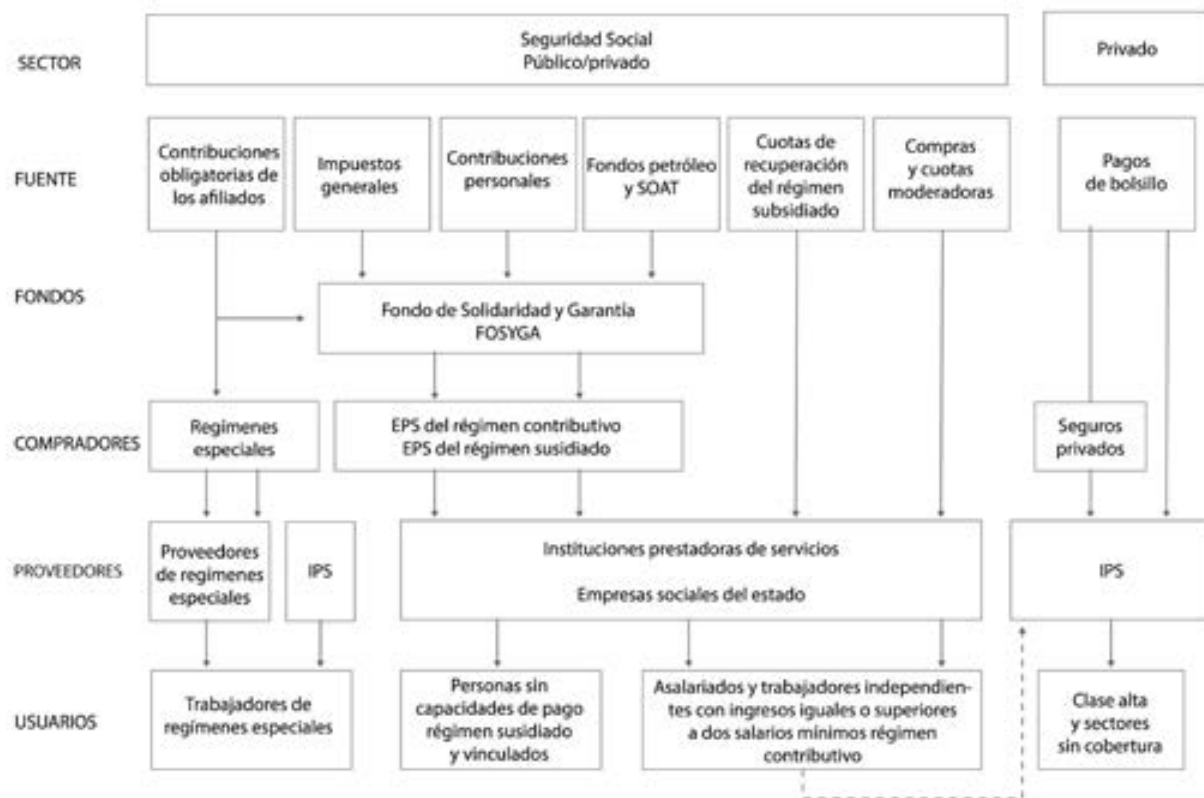 SECTOR
Seguridad Social
Público/privado
Privado
FUENTE
Contribuciones
obligatorias de
los afiliados
Impuestos
generales
Contribuciones
personales
Fondos petróleo
y SOAT
Cuotas de
recuperación
del régimen
subsidiado
Compras
y cuotas
moderadoras
Pagos
de bolsillo
FONDOS
Fondo de Solidaridad y Garantía
FOSYGA
COMPRADORES
Regímenes
especiales
EPS del régimen contributivo
EPS del régimen susidiado
Seguros
privados
PROVEEDORES
Proveedores
de regímenes
especiales
IPS
Instituciones prestadoras de servicios
Empresas sociales del estado
IPS
USUARIOS
Trabajadores de
regímenes especiales
Personas sin
capacidades de pago
régimen susidiado
y vinculados
Asalariados y trabajadores independien-
tes con ingresos iguales o superiores
a dos salarios mínimos régimen
contributivo
Clase alta
y sectores
sin cobertura